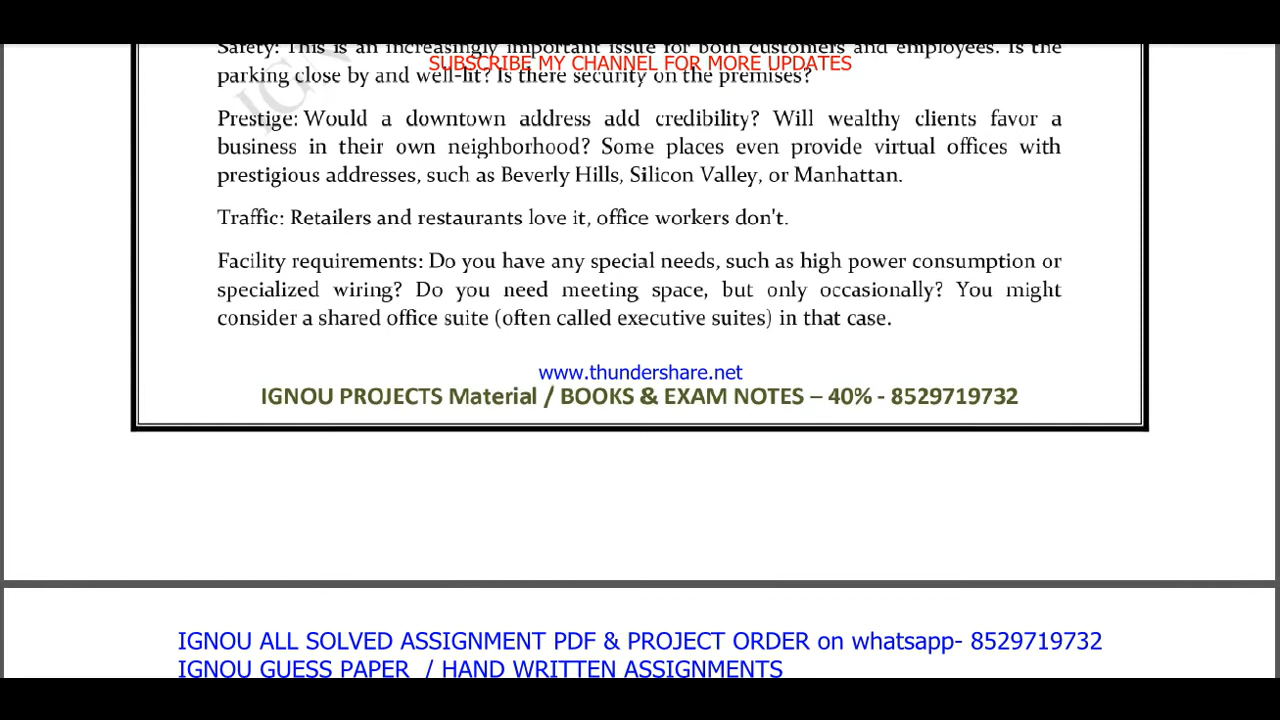 Safety: This is an increasingly important issue for both customers and employees. Is the
SUBSCRIBE MY CHANNEL FOR MORE UPDATES
parking close by and well-lit? Is there security on the premises?
IGN
Prestige: Would a downtown address add credibility? Will wealthy clients favor a
business in their own neighborhood? Some places even provide virtual offices with
prestigious addresses, such as Beverly Hills, Silicon Valley, or Manhattan.
Traffic: Retailers and restaurants love it, office workers don't.
Facility requirements: Do you have any special needs, such as high power consumption or
specialized wiring? Do you need meeting space, but only occasionally? You might
consider a shared office suite (often called executive suites) in that case.
www.thundershare.net
IGNOU PROJECTS Material / BOOKS & EXAM NOTES – 40% - 8529719732
IGNOU ALL SOLVED ASSIGNMENT PDF & PROJECT ORDER on whatsapp- 8529719732
IGNOU GUESS PAPER / HAND WRITTEN ASSIGNMENTS